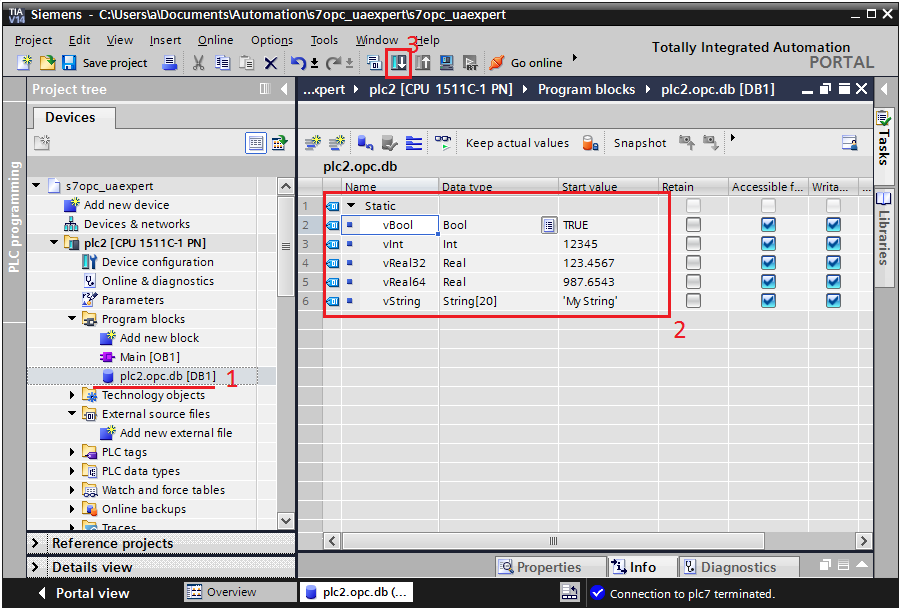 TIA V14 Siemens - C:\Users\a\Documents\Automation\s7opc_uaexpert\s7opc_uaexpert
Project Edit View Insert Online Options Tools Window Help
3
Totally Integrated Automation
PORTAL
Save project Go online
Project tree
...xpert plc2 [CPU 1511C-1 PN] Program blocks plc2.opc.db [DB1]
Devices
Keep actual values Snapshot
plc2.opc.db
Name Data type Start value Retain Accessible f... Writa... ...
1 Static
2 vBool Bool TRUE
3 vInt Int 12345
4 vReal32 Real 123.4567
5 vReal64 Real 987.6543
6 vString String[20] 'My String'
2
PLC programming
s7opc_uaexpert
Add new device
Devices & networks
plc2 [CPU 1511C-1 PN]
Device configuration
Online & diagnostics
Parameters
Program blocks
Add new block
Main [OB1]
plc2.opc.db [DB1] 1
Technology objects
External source files
Add new external file
PLC tags
PLC data types
Watch and force tables
Online backups
Traces
Reference projects
Details view
Tasks
Libraries
Properties Info Diagnostics
Portal view Overview plc2.opc.db (... Connection to plc7 terminated.